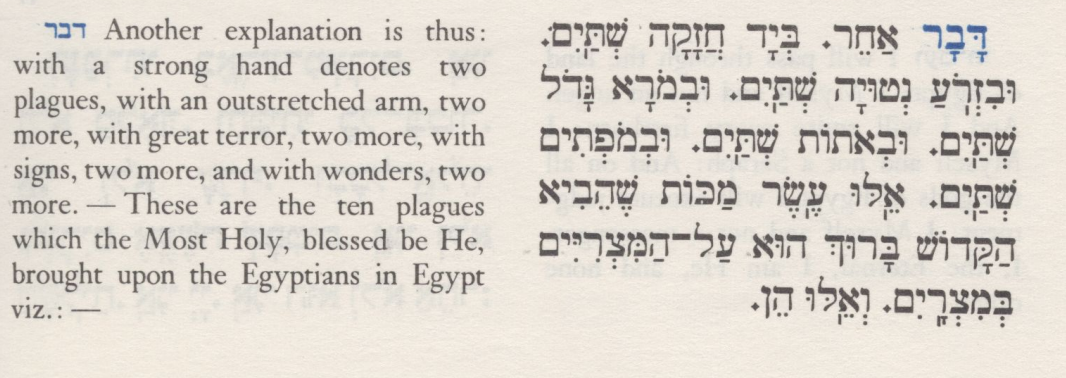 דבר Another explanation is thus:
with a strong hand denotes two
plagues, with an outstretched arm, two
more, with great terror, two more, with
signs, two more, and with wonders, two
more. — These are the ten plagues
which the Most Holy, blessed be He,
brought upon the Egyptians in Egypt
viz.: —
דָּבָר אַחֵר. בְּיָד חֲזָקָה שְׁתַּיִם.
וּבִזְרֹעַ נְטוּיָה שְׁתַּיִם. וּבְמֹרָא גָּדֹל
שְׁתַּיִם. וּבְאֹתוֹת שְׁתַּיִם. וּבְמֹפְתִים
שְׁתַּיִם. אֵלּוּ עֶשֶׂר מַכּוֹת שֶׁהֵבִיא
הַקָּדוֹשׁ בָּרוּךְ הוּא עַל־הַמִּצְרִיִים
בְּמִצְרָיִם. וְאֵלּוּ הֵן.